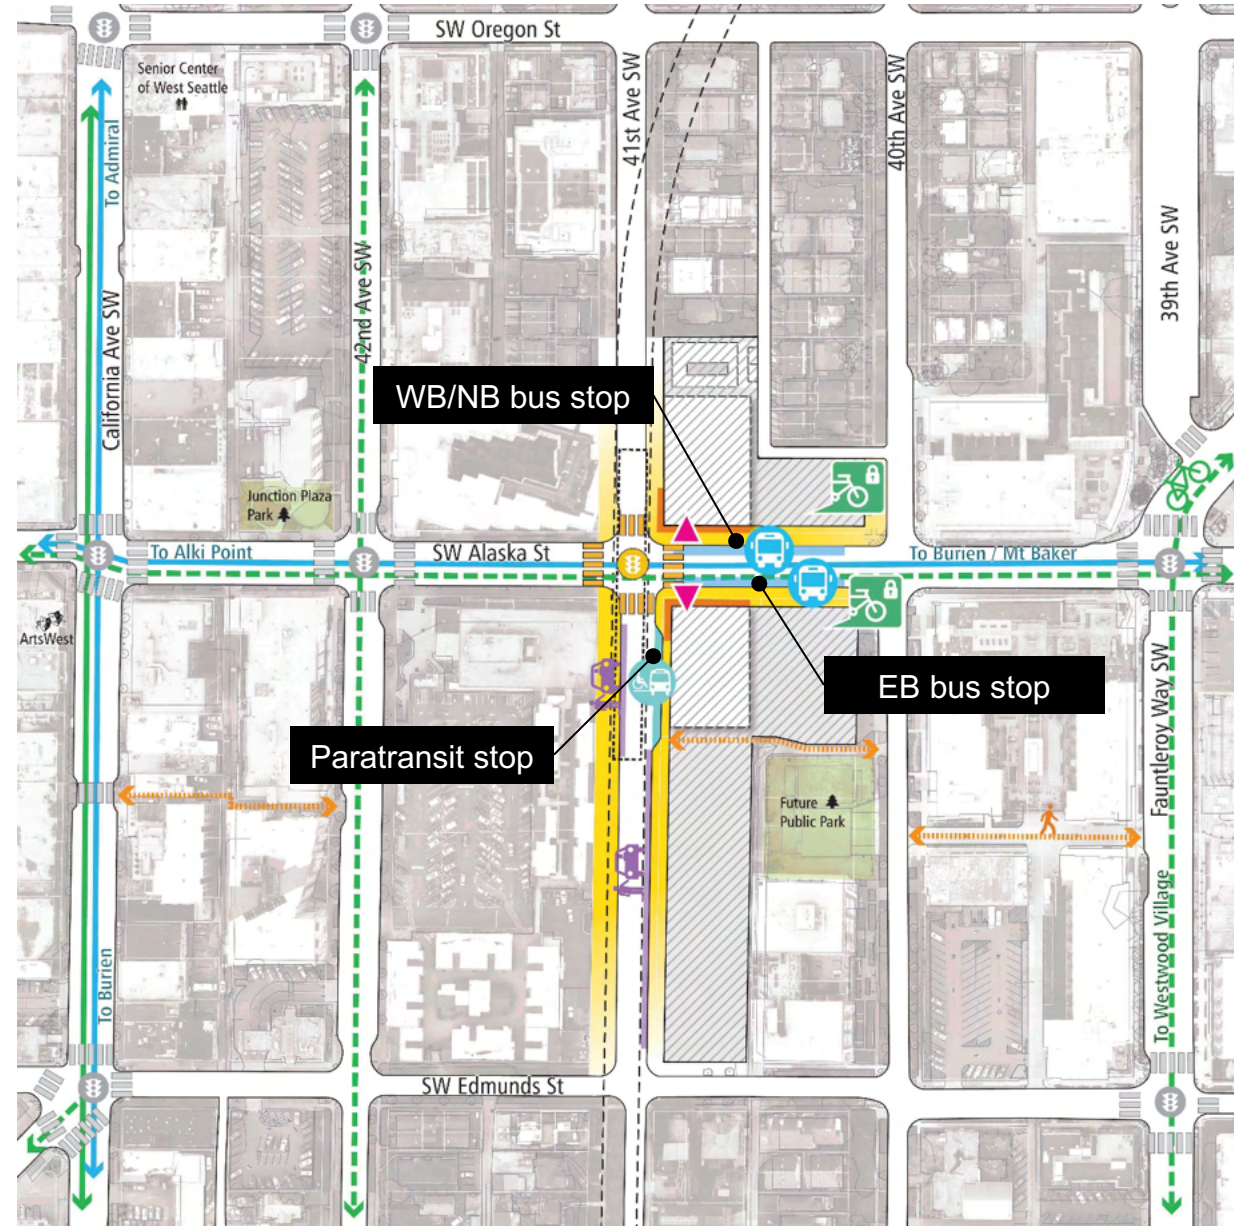 SW Oregon St
Senior Center
of West Seattle
To Admiral
California Ave SW
42nd Ave SW
41st Ave SW
40th Ave SW
39th Ave SW
WB/NB bus stop
Junction Plaza
Park
To Alki Point
SW Alaska St
To Burien / Mt Baker
ArtsWest
EB bus stop
Paratransit stop
Fauntleroy Way SW
Future
Public Park
To Burien
To Westwood Village
SW Edmunds St